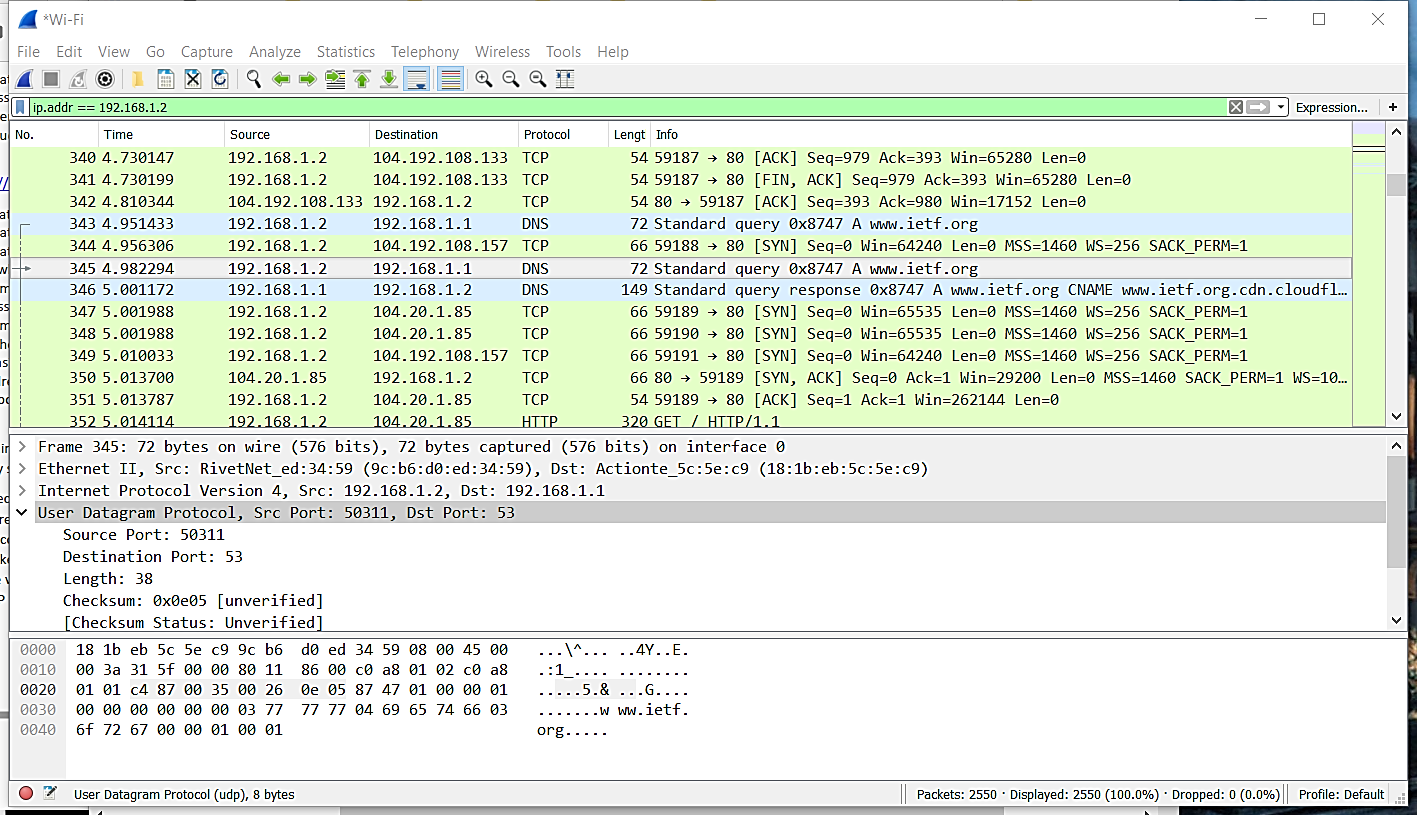 *Wi-Fi
File Edit View Go Capture Analyze Statistics Telephony Wireless Tools Help
ip.addr == 192.168.1.2 Expression... +
No. Time Source Destination Protocol Lengt Info
340 4.730147 192.168.1.2 104.192.108.133 TCP 54 59187 → 80 [ACK] Seq=979 Ack=393 Win=65280 Len=0
341 4.730199 192.168.1.2 104.192.108.133 TCP 54 59187 → 80 [FIN, ACK] Seq=979 Ack=393 Win=65280 Len=0
342 4.810344 104.192.108.133 192.168.1.2 TCP 54 80 → 59187 [ACK] Seq=393 Ack=980 Win=17152 Len=0
343 4.951433 192.168.1.2 192.168.1.1 DNS 72 Standard query 0x8747 A www.ietf.org
344 4.956306 192.168.1.2 104.192.108.157 TCP 66 59188 → 80 [SYN] Seq=0 Win=64240 Len=0 MSS=1460 WS=256 SACK_PERM=1
345 4.982294 192.168.1.2 192.168.1.1 DNS 72 Standard query 0x8747 A www.ietf.org
346 5.001172 192.168.1.1 192.168.1.2 DNS 149 Standard query response 0x8747 A www.ietf.org CNAME www.ietf.org.cdn.cloudfl…
347 5.001988 192.168.1.2 104.20.1.85 TCP 66 59189 → 80 [SYN] Seq=0 Win=65535 Len=0 MSS=1460 WS=256 SACK_PERM=1
348 5.001988 192.168.1.2 104.20.1.85 TCP 66 59190 → 80 [SYN] Seq=0 Win=65535 Len=0 MSS=1460 WS=256 SACK_PERM=1
349 5.010033 192.168.1.2 104.192.108.157 TCP 66 59191 → 80 [SYN] Seq=0 Win=64240 Len=0 MSS=1460 WS=256 SACK_PERM=1
350 5.013700 104.20.1.85 192.168.1.2 TCP 66 80 → 59189 [SYN, ACK] Seq=0 Ack=1 Win=29200 Len=0 MSS=1460 SACK_PERM=1 WS=10…
351 5.013787 192.168.1.2 104.20.1.85 TCP 54 59189 → 80 [ACK] Seq=1 Ack=1 Win=262144 Len=0
352 5.014114 192.168.1.2 104.20.1.85 HTTP 320 GET / HTTP/1.1
Frame 345: 72 bytes on wire (576 bits), 72 bytes captured (576 bits) on interface 0
Ethernet II, Src: RivetNet_ed:34:59 (9c:b6:d0:ed:34:59), Dst: Actionte_5c:5e:c9 (18:1b:eb:5c:5e:c9)
Internet Protocol Version 4, Src: 192.168.1.2, Dst: 192.168.1.1
User Datagram Protocol, Src Port: 50311, Dst Port: 53
Source Port: 50311
Destination Port: 53
Length: 38
Checksum: 0x0e05 [unverified]
[Checksum Status: Unverified]
0000 18 1b eb 5c 5e c9 9c b6 d0 ed 34 59 08 00 45 00 ...\^... ..4Y..E.
0010 00 3a 31 5f 00 00 80 11 86 00 c0 a8 01 02 c0 a8 .:1_.... ........
0020 01 01 c4 87 00 35 00 26 0e 05 87 47 01 00 00 01 .....5.& ...G....
0030 00 00 00 00 00 00 03 77 77 77 04 69 65 74 66 03 .......w ww.ietf.
0040 6f 72 67 00 00 01 00 01 org.....
User Datagram Protocol (udp), 8 bytes Packets: 2550 · Displayed: 2550 (100.0%) · Dropped: 0 (0.0%) Profile: Default